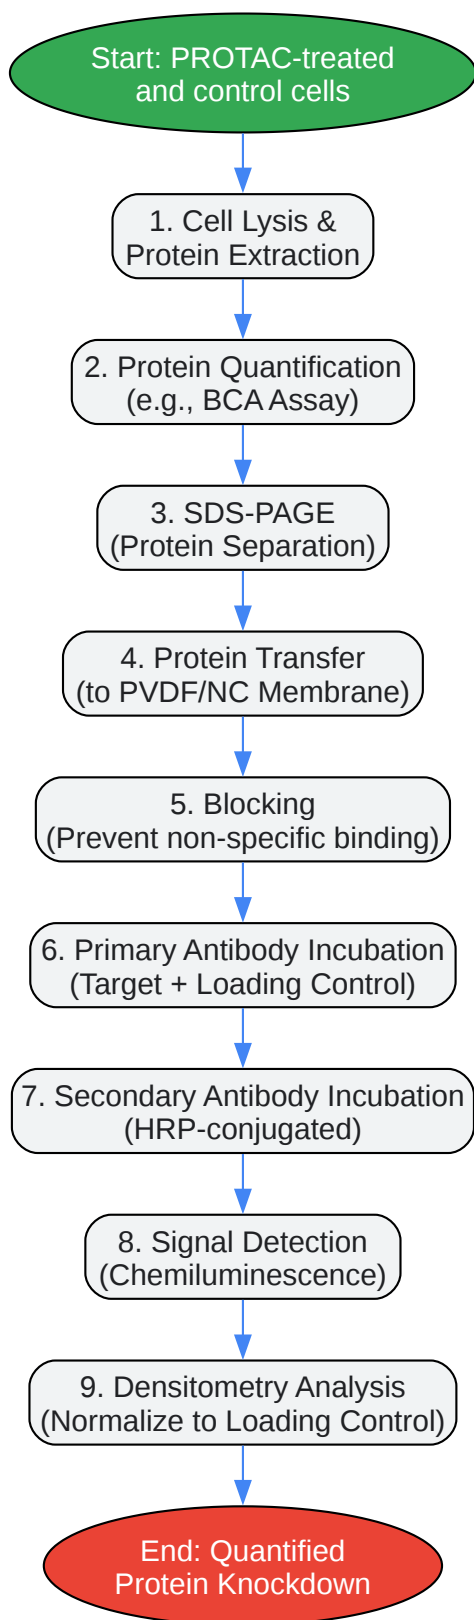 Start: PROTAC-treated
and control cells
1. Cell Lysis &
Protein Extraction
2. Protein Quantification
(e.g., BCA Assay)
3. SDS-PAGE
(Protein Separation)
4. Protein Transfer
(to PVDF/NC Membrane)
5. Blocking
(Prevent non-specific binding)
6. Primary Antibody Incubation
(Target + Loading Control)
7. Secondary Antibody Incubation
(HRP-conjugated)
8. Signal Detection
(Chemiluminescence)
9. Densitometry Analysis
(Normalize to Loading Control)
End: Quantified
Protein Knockdown